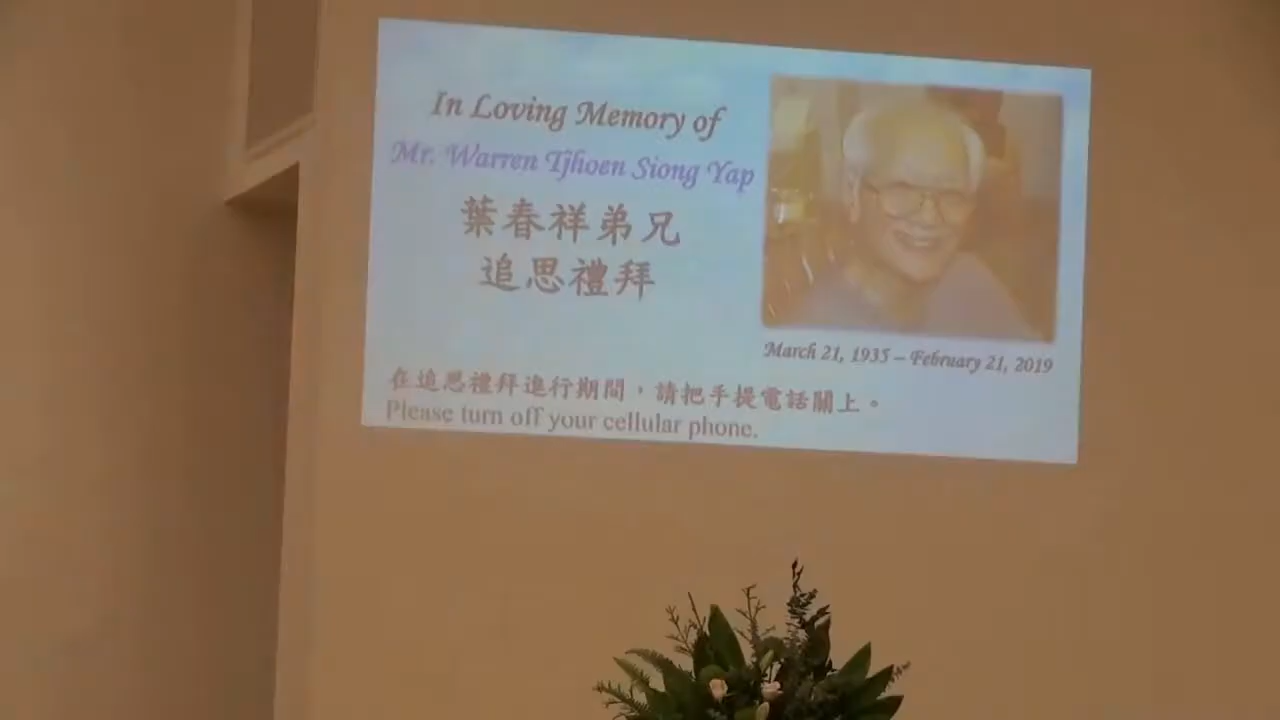 In Loving Memory of
Mr. Warren Tjhoen Siong Yap
葉春祥弟兄
追思禮拜
March 21, 1935 – February 21, 2019
在追思禮拜進行期間，請把手提電話關上。
Please turn off your cellular phone.